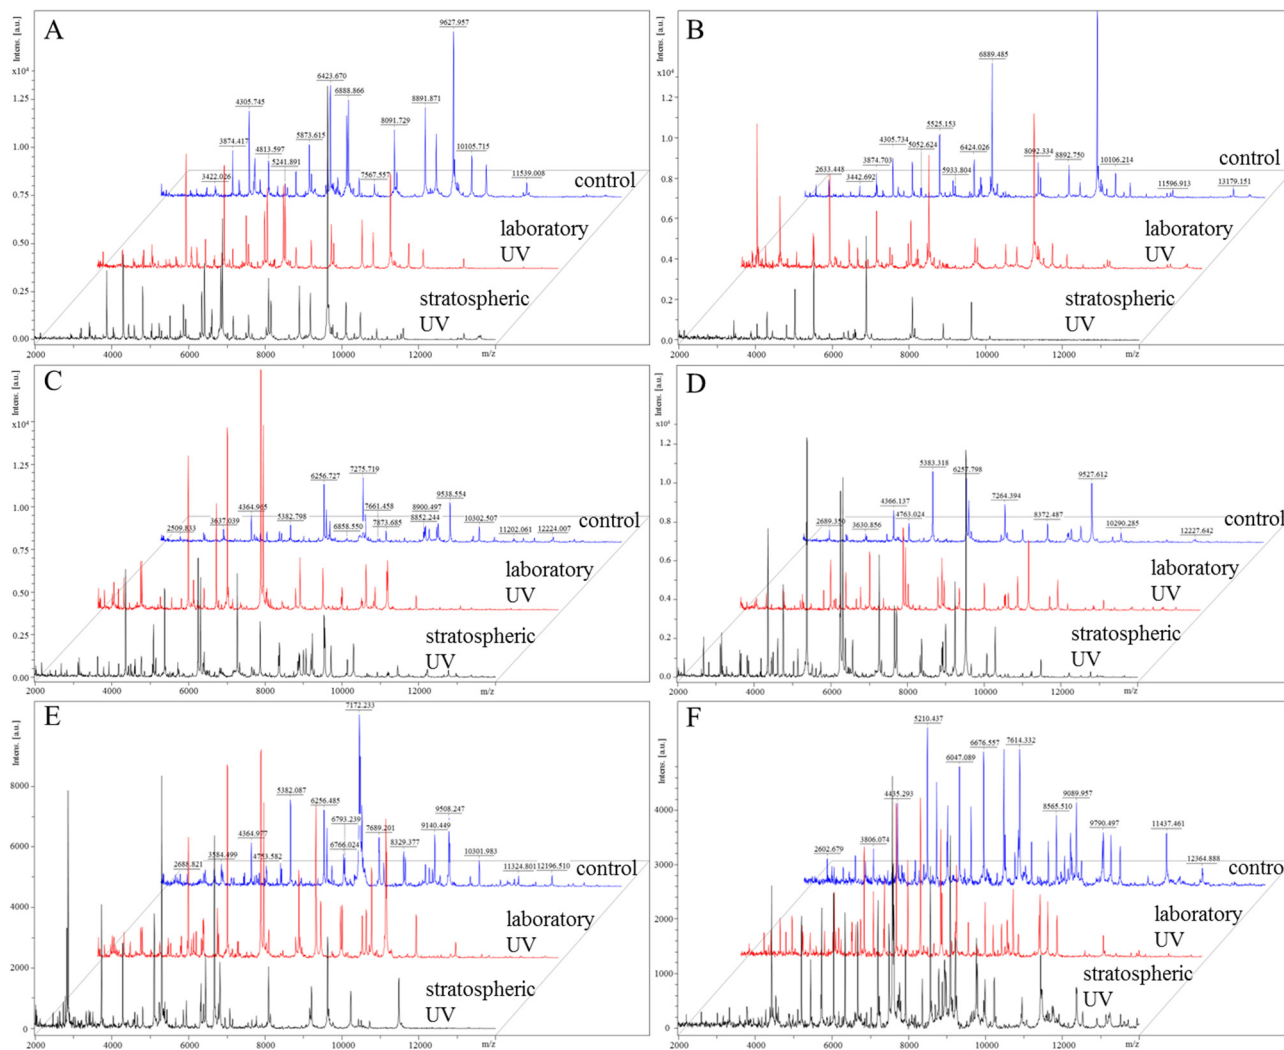 A
Intens. [a.u.]
x10⁴
1.25
1.00
0.75
0.50
0.25
0.00
9627.957
6423.670
6888.866
8891.871
4305.745
8091.729
5873.615
3874.417
4813.597
5241.891
10105.715
7567.557
3422.026
11539.008
control
laboratory
UV
stratospheric
UV
2000
4000
6000
8000
10000
12000
m/z
B
Intens. [a.u.]
x10⁴
1.2
1.0
0.8
0.6
0.4
0.2
0.0
6889.485
5525.153
4305.734
5052.624
6424.026
8092.334
3874.703
8892.750
2633.448
5933.804
10106.214
3442.692
11596.913
13179.151
control
laboratory
UV
stratospheric
UV
2000
4000
6000
8000
10000
12000
m/z
C
Intens. [a.u.]
x10⁴
1.50
1.25
1.00
0.75
0.50
0.25
0.00
7275.719
6256.727
4364.965
7661.458
9538.554
8900.497
5382.798
8852.244
3637.039
2509.833
6858.550
7873.685
10302.507
11202.061
12224.007
control
laboratory
UV
stratospheric
UV
2000
4000
6000
8000
10000
12000
m/z
D
Intens. [a.u.]
x10⁴
1.2
1.0
0.8
0.6
0.4
0.2
0.0
5383.318
6257.798
9527.612
7264.394
4366.137
4763.024
8372.487
2689.350
3630.856
10290.285
12227.642
control
laboratory
UV
stratospheric
UV
2000
4000
6000
8000
10000
12000
m/z
E
Intens. [a.u.]
8000
6000
4000
2000
0
7172.233
5382.087
6256.485
6793.239
9508.247
4364.977
7689.201
9140.449
6766.024
8329.377
3584.499
2688.821
4753.582
10301.983
11324.801
12196.510
control
laboratory
UV
stratospheric
UV
2000
4000
6000
8000
10000
12000
m/z
F
Intens. [a.u.]
4000
3000
2000
1000
0
5210.437
6676.557
7614.332
6047.089
4435.293
9089.957
8565.510
3806.074
9790.497
11437.461
2602.679
12364.888
control
laboratory
UV
stratospheric
UV
2000
4000
6000
8000
10000
12000
m/z